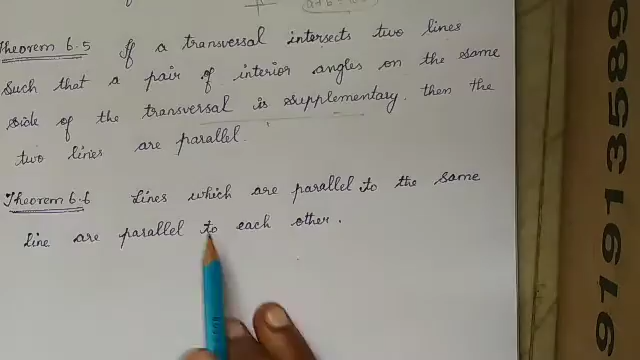 a+b = 180
Theorem 6.5 If a transversal intersects two lines
such that a pair of interior angles on the same
side of the transversal is supplementary. then the
two lines are parallel.
Theorem 6.6 Lines which are parallel to the same
line are parallel to each other.
9191358